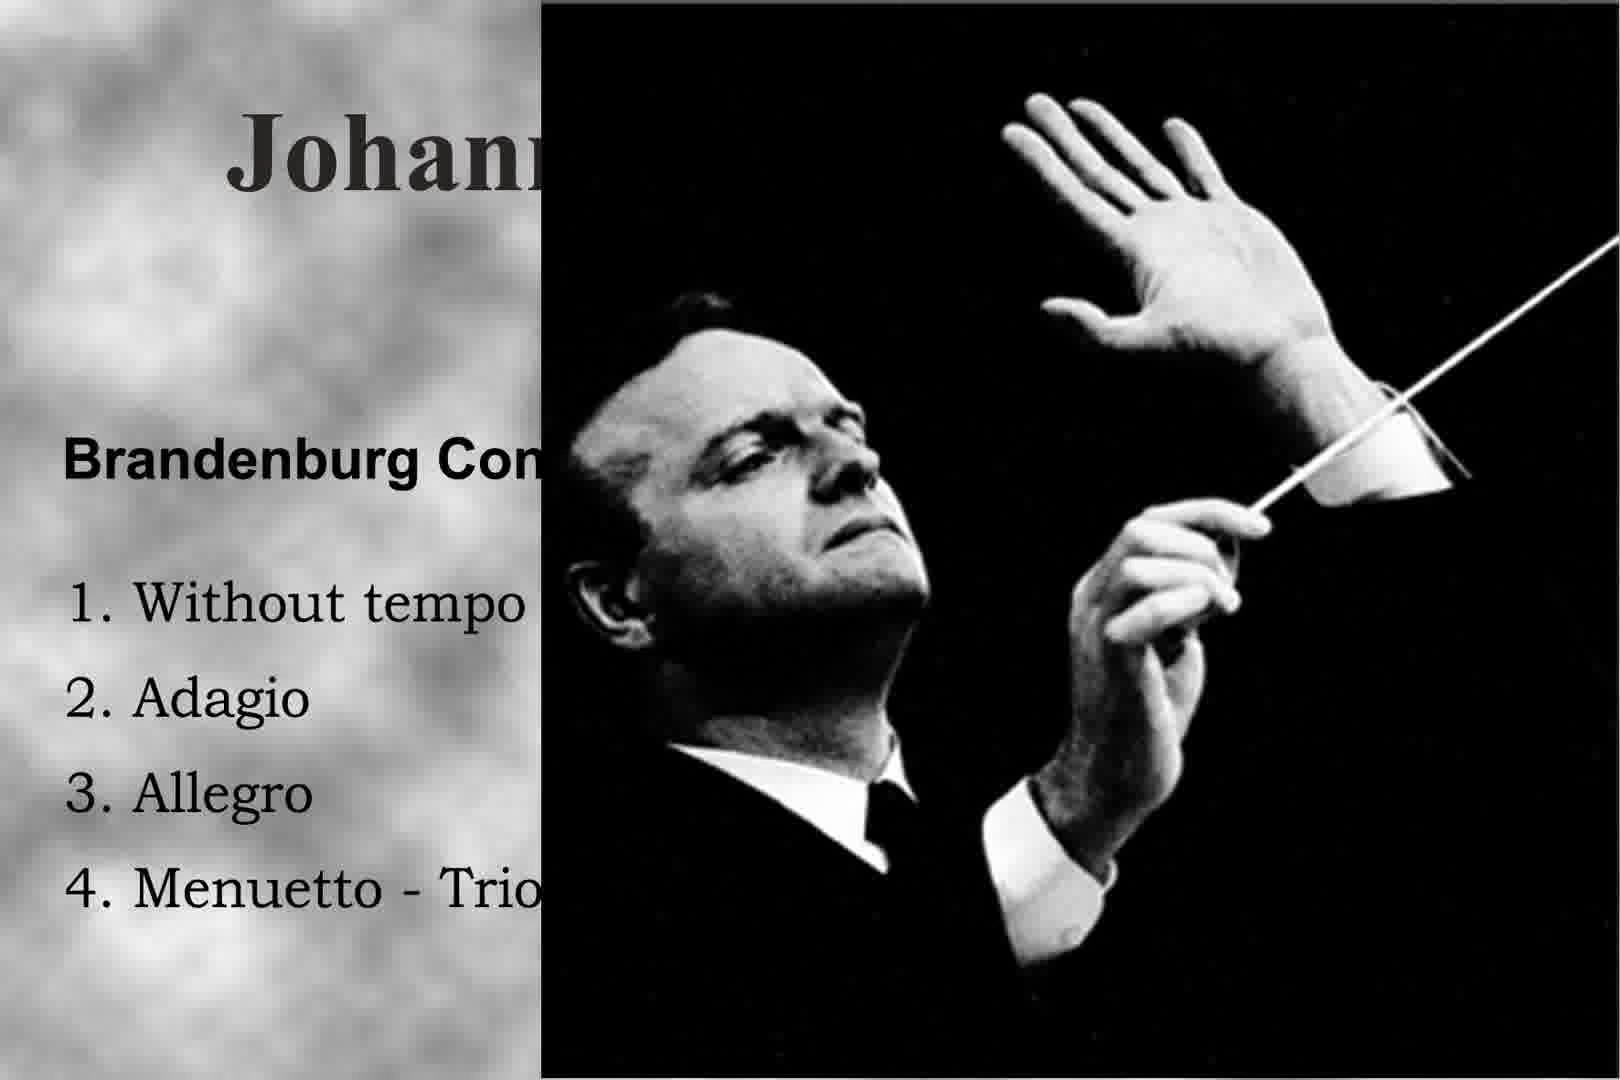 Johann
Brandenburg Con
1. Without tempo
2. Adagio
3. Allegro
4. Menuetto - Trio